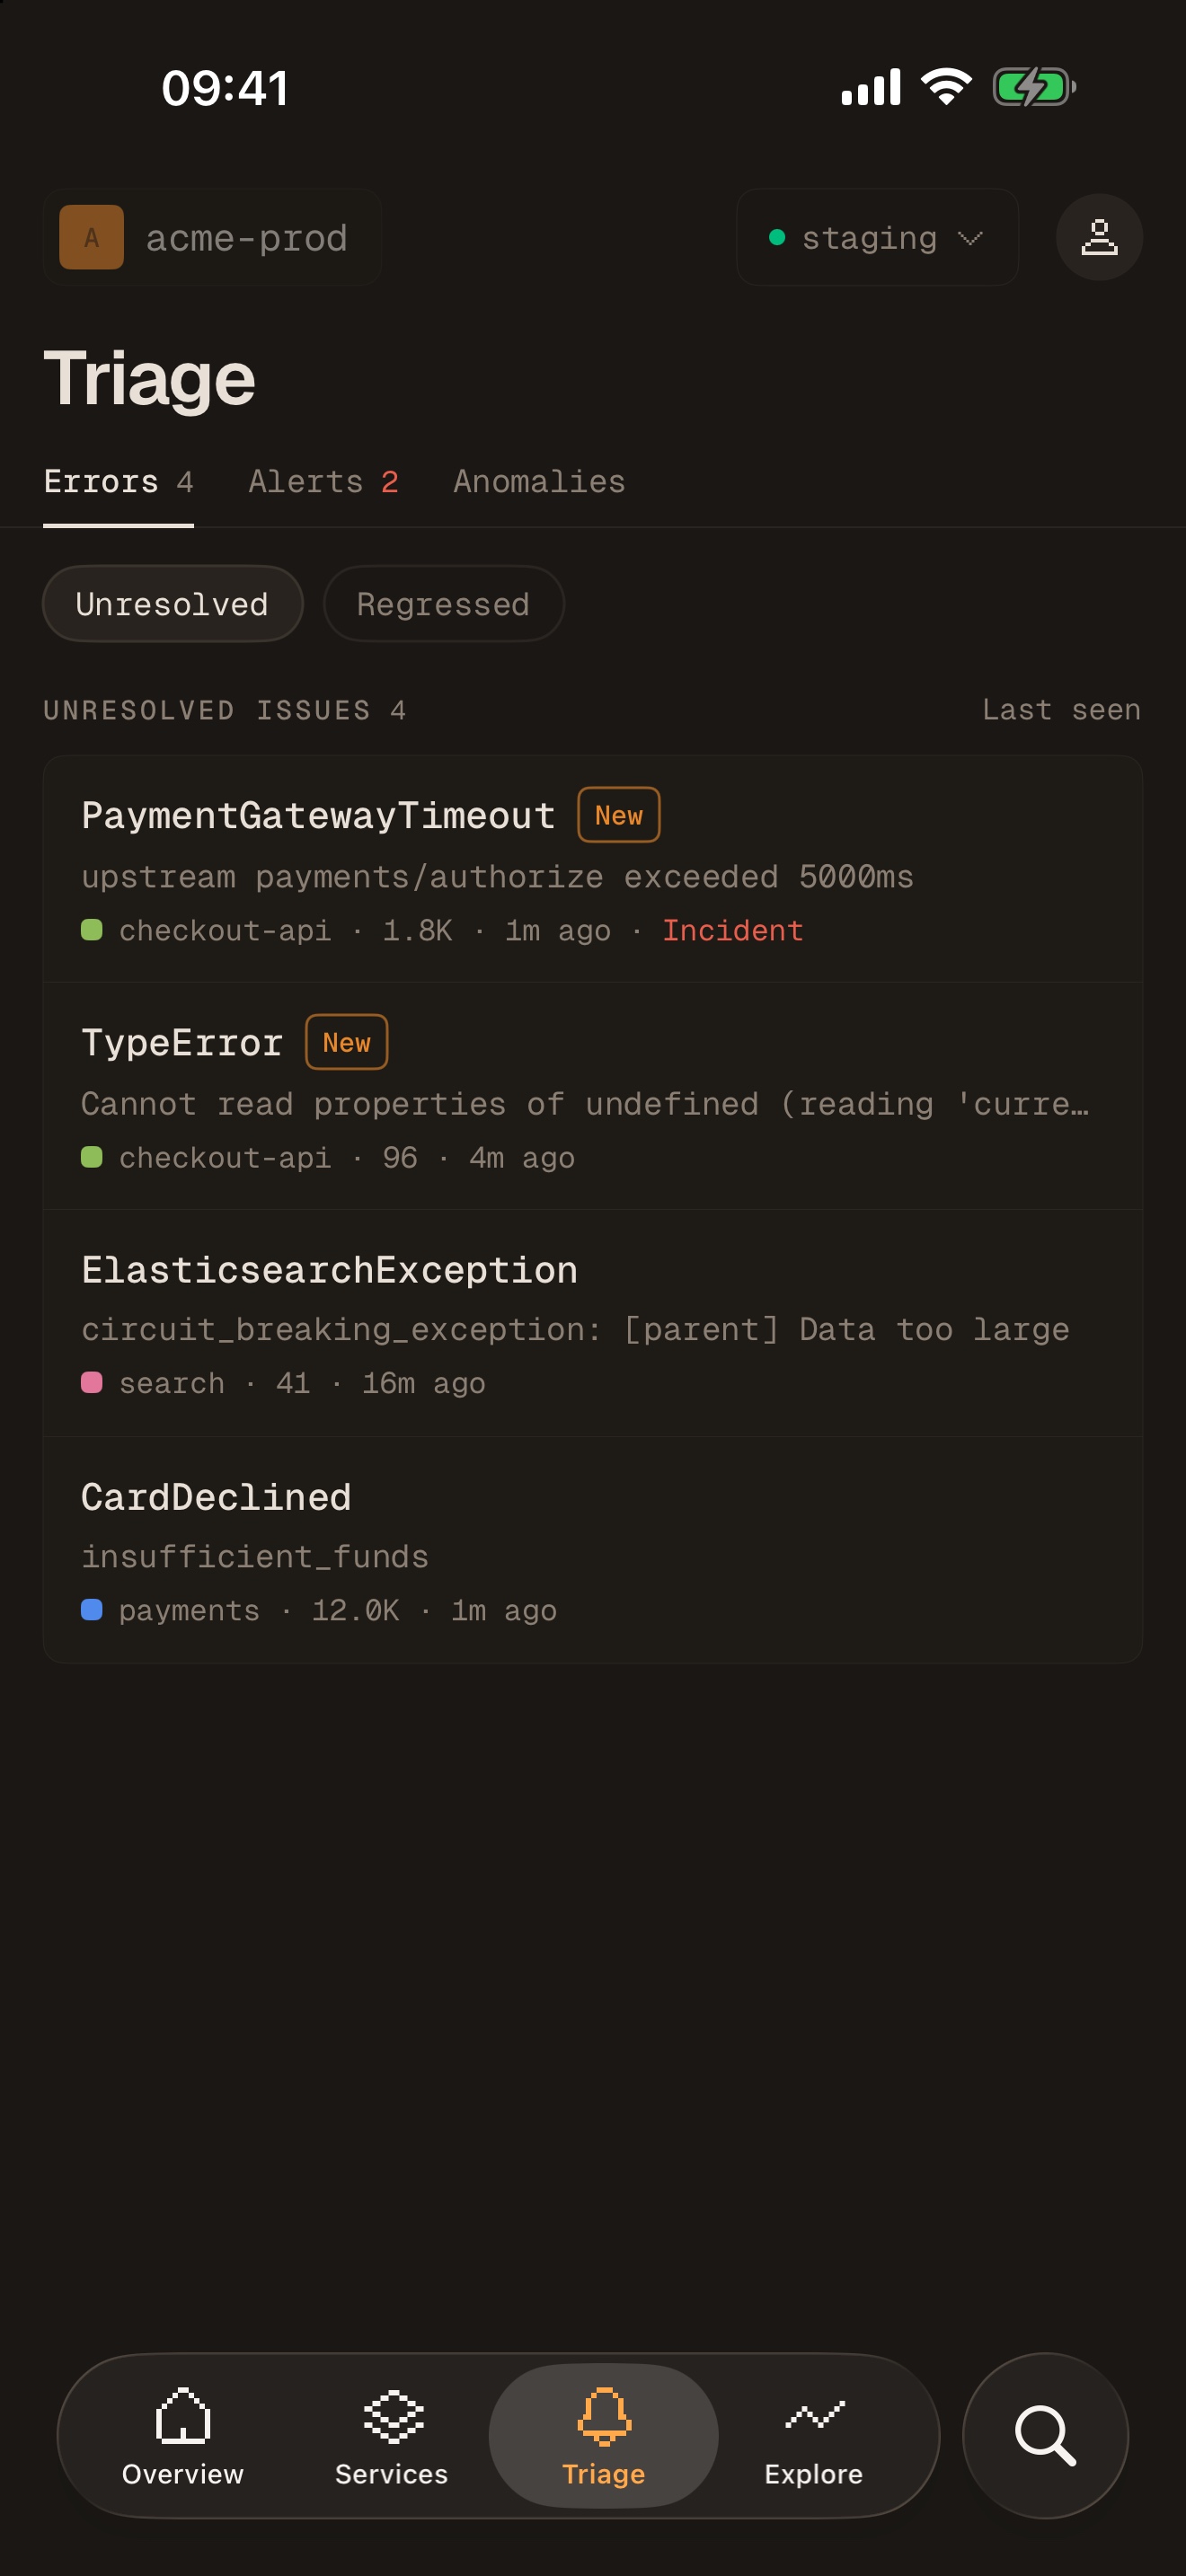 09:41
A acme-prod
staging
Triage
Errors 4 Alerts 2 Anomalies
Unresolved Regressed
UNRESOLVED ISSUES 4 Last seen
PaymentGatewayTimeout New
upstream payments/authorize exceeded 5000ms
checkout-api · 1.8K · 1m ago · Incident
TypeError New
Cannot read properties of undefined (reading 'curre…
checkout-api · 96 · 4m ago
ElasticsearchException
circuit_breaking_exception: [parent] Data too large
search · 41 · 16m ago
CardDeclined
insufficient_funds
payments · 12.0K · 1m ago
Overview Services Triage Explore